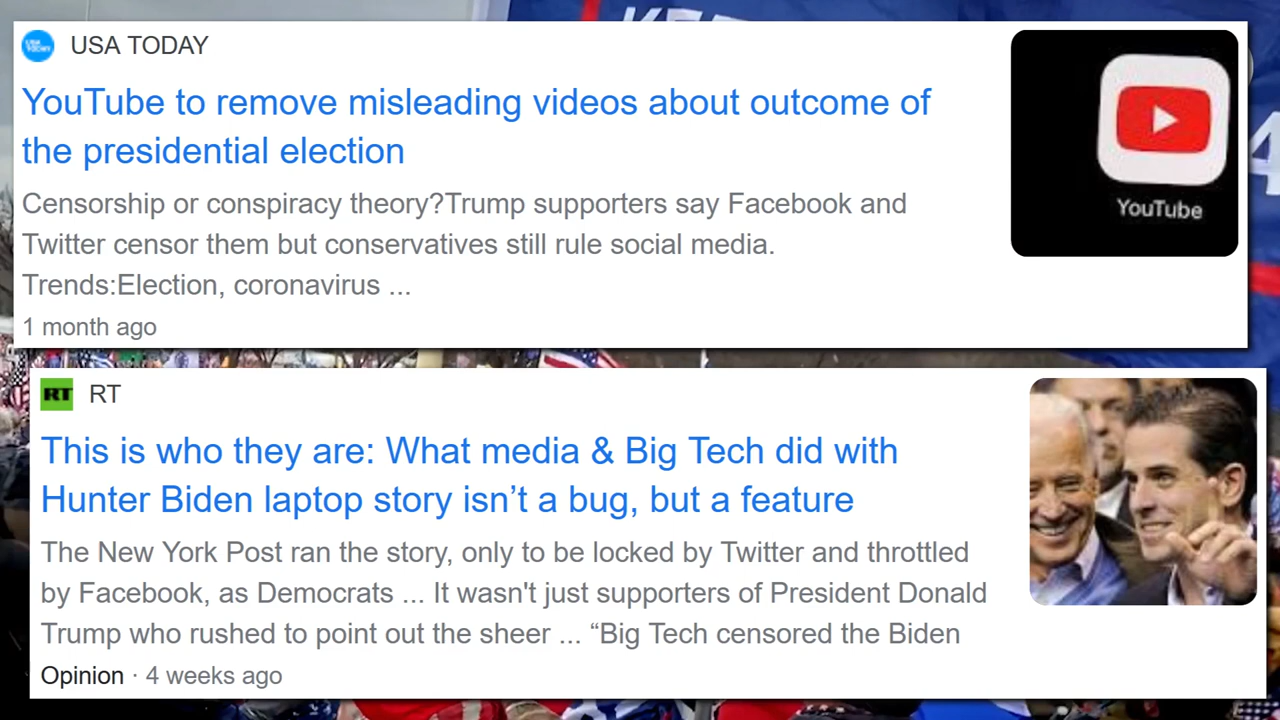 USA TODAY
YouTube to remove misleading videos about outcome of
the presidential election
Censorship or conspiracy theory?Trump supporters say Facebook and
Twitter censor them but conservatives still rule social media.
Trends:Election, coronavirus ...
1 month ago
YouTube
RT
RT
This is who they are: What media & Big Tech did with
Hunter Biden laptop story isn’t a bug, but a feature
The New York Post ran the story, only to be locked by Twitter and throttled
by Facebook, as Democrats ... It wasn't just supporters of President Donald
Trump who rushed to point out the sheer ... “Big Tech censored the Biden
Opinion · 4 weeks ago